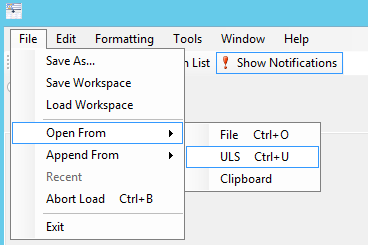 File Edit Formatting Tools Window Help
Save As...
n List Show Notifications
Save Workspace
Load Workspace
Open From
File Ctrl+O
Append From
ULS Ctrl+U
Recent
Clipboard
Abort Load Ctrl+B
Exit